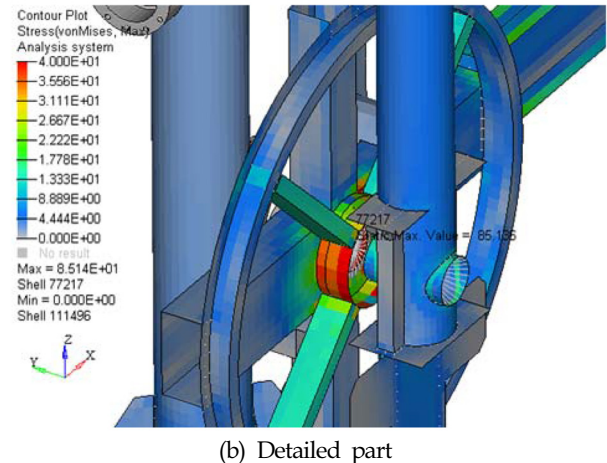 Contour Plot
Stress(vonMises, Max)
Analysis system
4.000E+01
3.556E+01
3.111E+01
2.667E+01
2.222E+01
1.778E+01
1.333E+01
8.889E+00
4.444E+00
0.000E+00
No result
Max = 8.514E+01
Shell 77217
Min = 0.000E+00
Shell 111496
77217
Static Max. Value = 85.136
Z
Y
X
(b) Detailed part